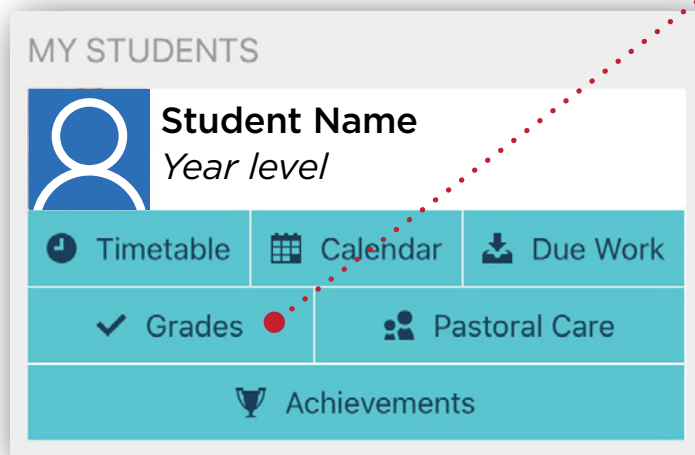 MY STUDENTS
Student Name
Year level
Timetable Calendar Due Work
Grades Pastoral Care
Achievements